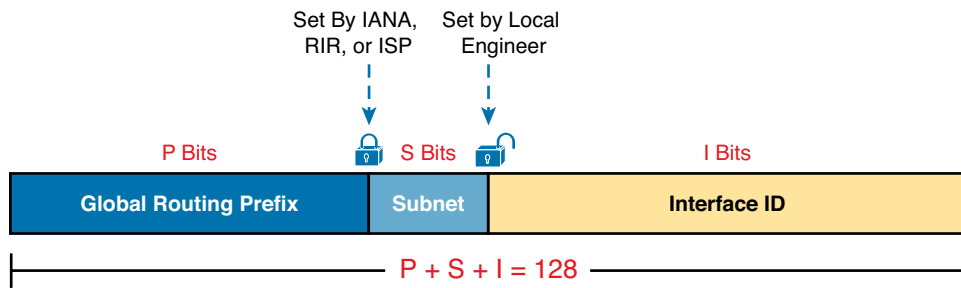 Set By IANA,
RIR, or ISP
Set by Local
Engineer
P Bits
S Bits
I Bits
Global Routing Prefix
Subnet
Interface ID
P + S + I = 128